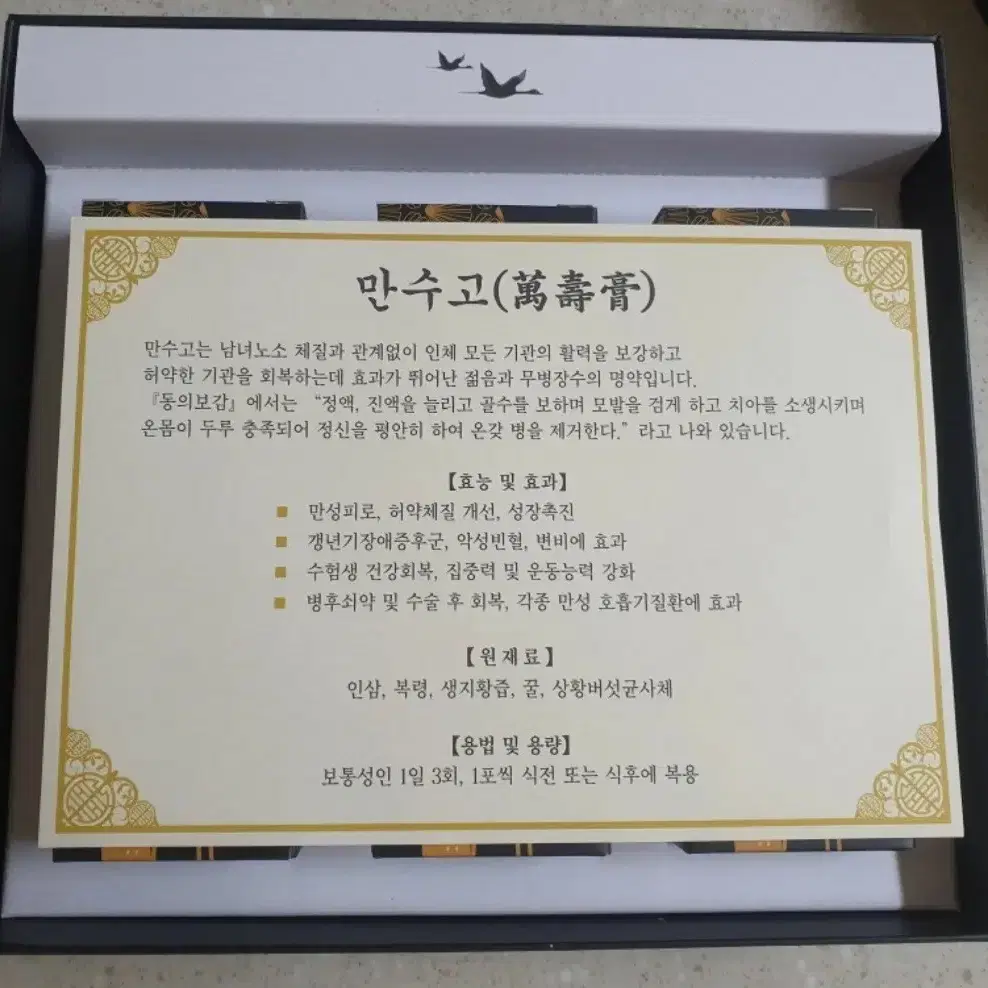 만수고(萬壽膏)
만수고는 남녀노소 체질과 관계없이 인체 모든 기관의 활력을 보강하고
허약한 기관을 회복하는데 효과가 뛰어난 젊음과 무병장수의 명약입니다.
『동의보감』에서는 “정액, 진액을 늘리고 골수를 보하며 모발을 검게 하고 치아를 소생시키며
온몸이 두루 충족되어 정신을 평안히 하여 온갖 병을 제거한다.” 라고 나와 있습니다.
【효능 및 효과】
■ 만성피로, 허약체질 개선, 성장촉진
■ 갱년기장애증후군, 악성빈혈, 변비에 효과
■ 수험생 건강회복, 집중력 및 운동능력 강화
■ 병후쇠약 및 수술 후 회복, 각종 만성 호흡기질환에 효과
【원재료】
인삼, 복령, 생지황즙, 꿀, 상황버섯균사체
【용법 및 용량】
보통성인 1일 3회, 1포씩 식전 또는 식후에 복용